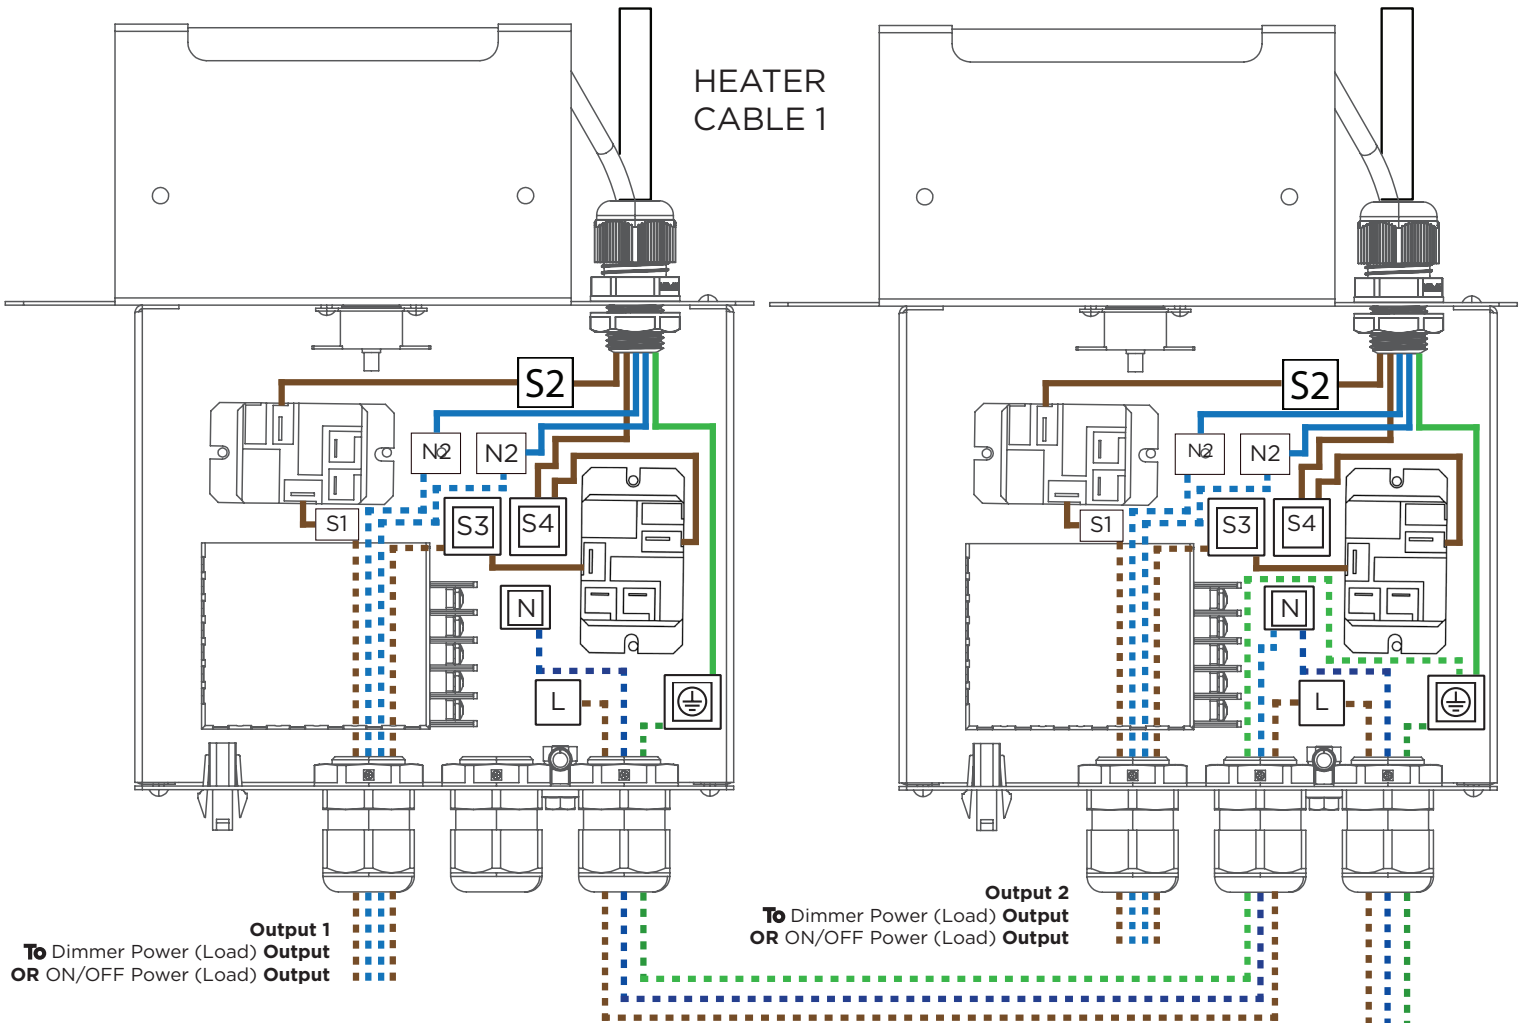 HEATER
CABLE 1
S2
N2
N2
S1
S3
S4
N
L
S2
N2
N2
S1
S3
S4
N
L
Output 1
To Dimmer Power (Load) Output
OR ON/OFF Power (Load) Output
Output 2
To Dimmer Power (Load) Output
OR ON/OFF Power (Load) Output